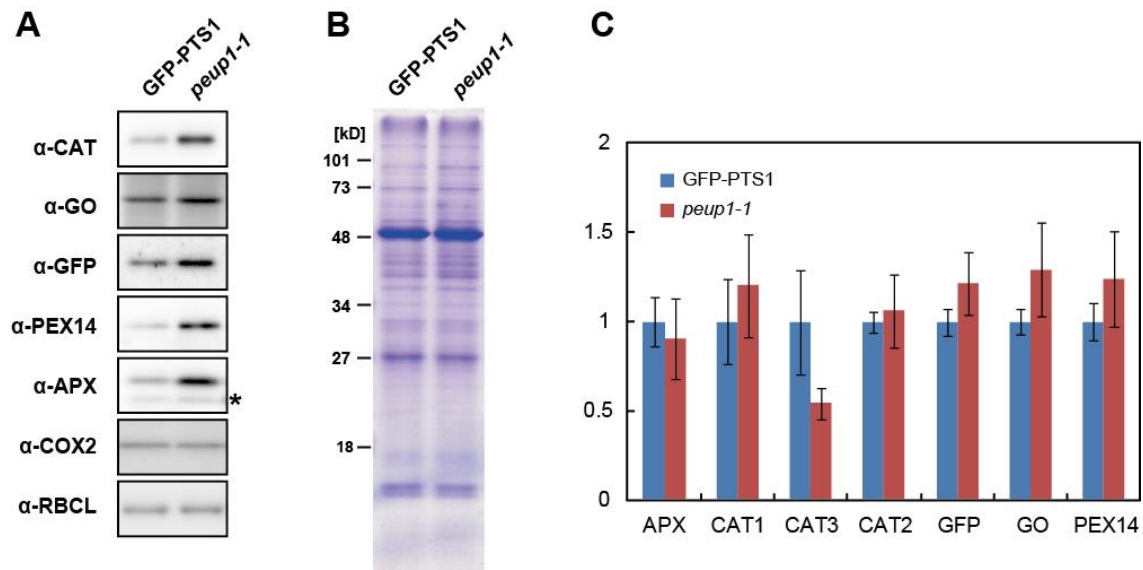 A
GFP-PTS1
peup1-1
α-CAT
α-GO
α-GFP
α-PEX14
α-APX
*
α-COX2
α-RBCL
B
GFP-PTS1
peup1-1
[kD]
101
73
48
34
27
18
C
2
1.5
1
0.5
0
GFP-PTS1
peup1-1
APX CAT1 CAT3 CAT2 GFP GO PEX14